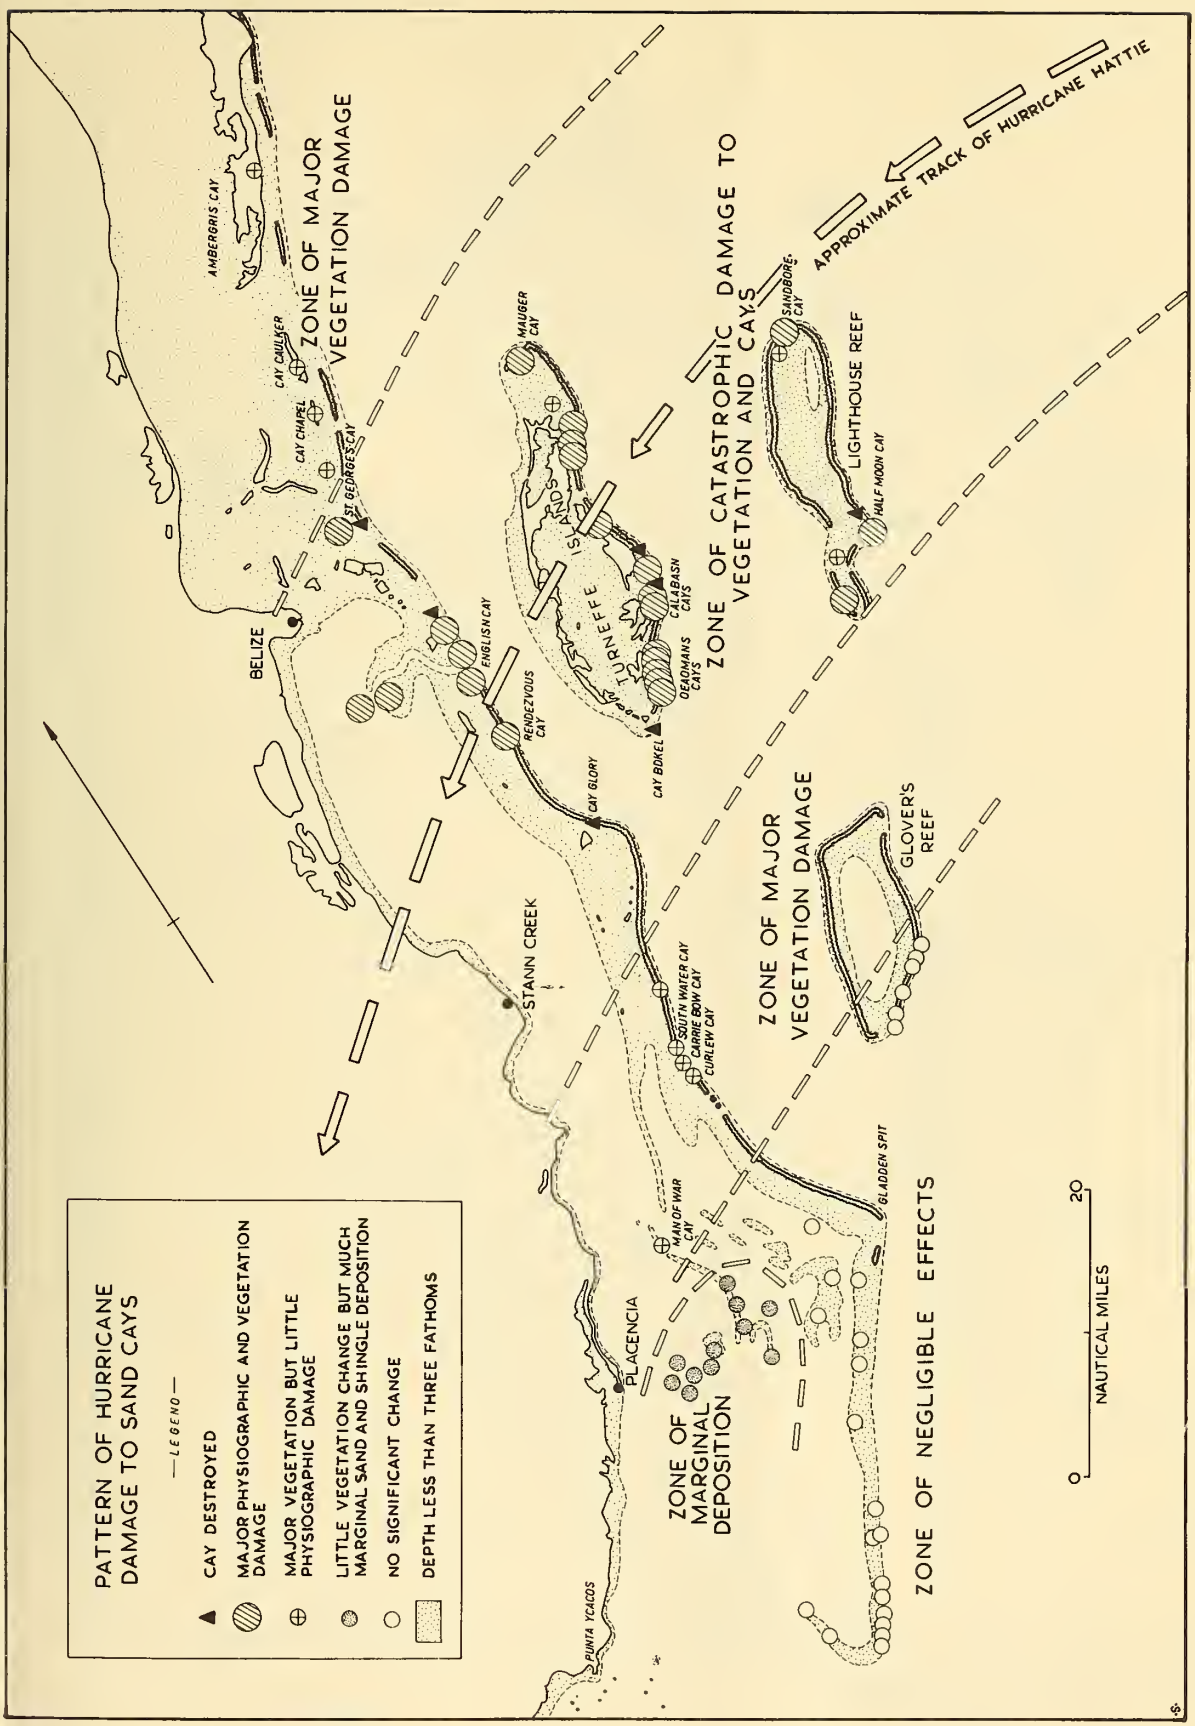 PATTERN OF HURRICANE
DAMAGE TO SAND CAYS
—LEGEND—
CAY DESTROYED
MAJOR PHYSIOGRAPHIC AND VEGETATION
DAMAGE
MAJOR VEGETATION BUT LITTLE
PHYSIOGRAPHIC DAMAGE
LITTLE VEGETATION CHANGE BUT MUCH
MARGINAL SAND AND SHINGLE DEPOSITION
NO SIGNIFICANT CHANGE
DEPTH LESS THAN THREE FATHOMS
AMBERGRIS CAY
ZONE OF MAJOR
VEGETATION DAMAGE
CAY CAULKER
CAY CHAPEL
ST. GEORGES CAY
BELIZE
ENGLISH CAY
RENDEZVOUS
CAY
CAY GLORY
STANN CREEK
MAUGER
CAY
TURNEFFE ISLANDS
CALABASH
CAYS
DEADMANS
CAYS
CAY BOKEL
ZONE OF CATASTROPHIC DAMAGE TO
VEGETATION AND CAYS
SANDBORE
CAY
LIGHTHOUSE REEF
HALF MOON CAY
APPROXIMATE TRACK OF HURRICANE HATTIE
ZONE OF MAJOR
VEGETATION DAMAGE
GLOVER'S
REEF
SOUTH WATER CAY
CARRIE BOW CAY
CURLEW CAY
GLADDEN SPIT
MAN OF WAR
CAY
PLACENCIA
ZONE OF
MARGINAL
DEPOSITION
ZONE OF NEGLIGIBLE EFFECTS
PUNTA YCACOS
0 20
NAUTICAL MILES
·S·